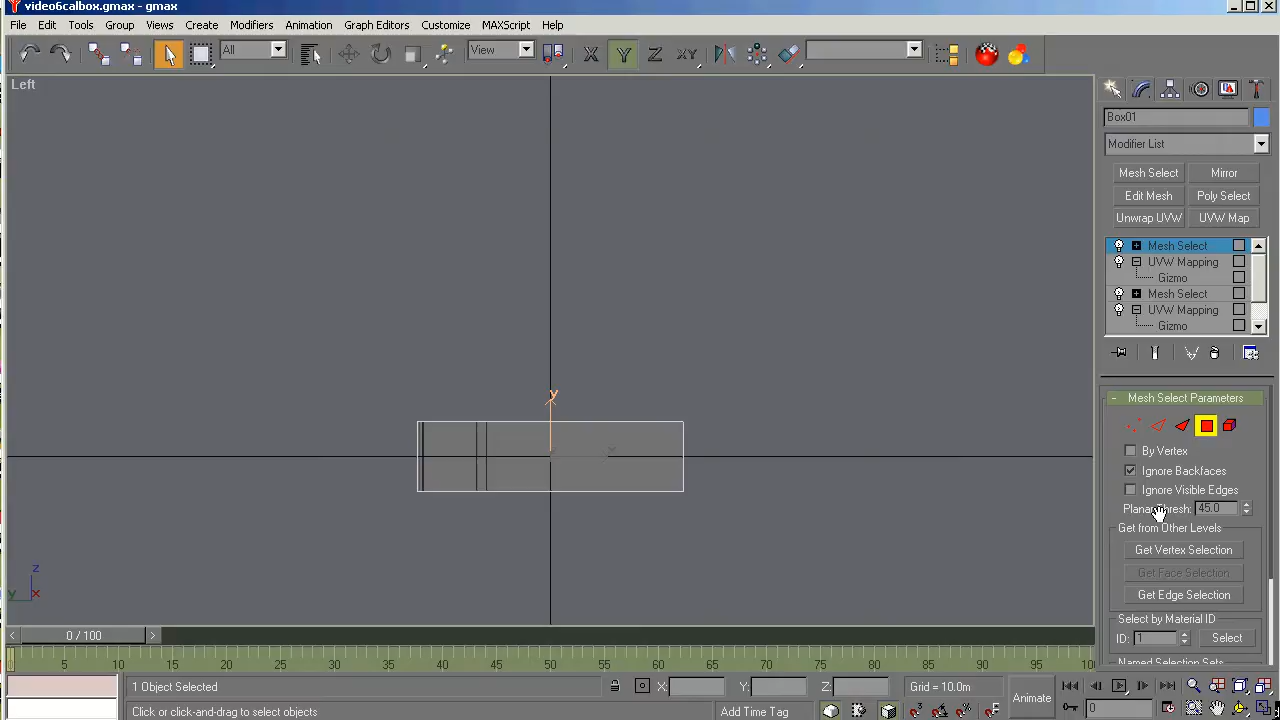 video6calbox.gmax - gmax
File Edit Tools Group Views Create Modifiers Animation Graph Editors Customize MAXScript Help
All View X Y Z XY
Left
Box01
Modifier List
Mesh Select Mirror
Edit Mesh Poly Select
Unwrap UVW UVW Map
Mesh Select
UVW Mapping
Gizmo
Mesh Select
UVW Mapping
Gizmo
- Mesh Select Parameters
By Vertex
Ignore Backfaces
Ignore Visible Edges
45.0
Get from Other Levels
Get Vertex Selection
Get Face Selection
Get Edge Selection
Select by Material ID
ID: 1 Select
Named Selection Sets
y
z
y x
< 0 / 100 >
5 10 15 20 25 30 35 40 45 50 55 60 65 70 75 80 85 90 95
1 Object Selected X: Y: Z: Grid = 10.0m Animate
Click or click-and-drag to select objects Add Time Tag 0